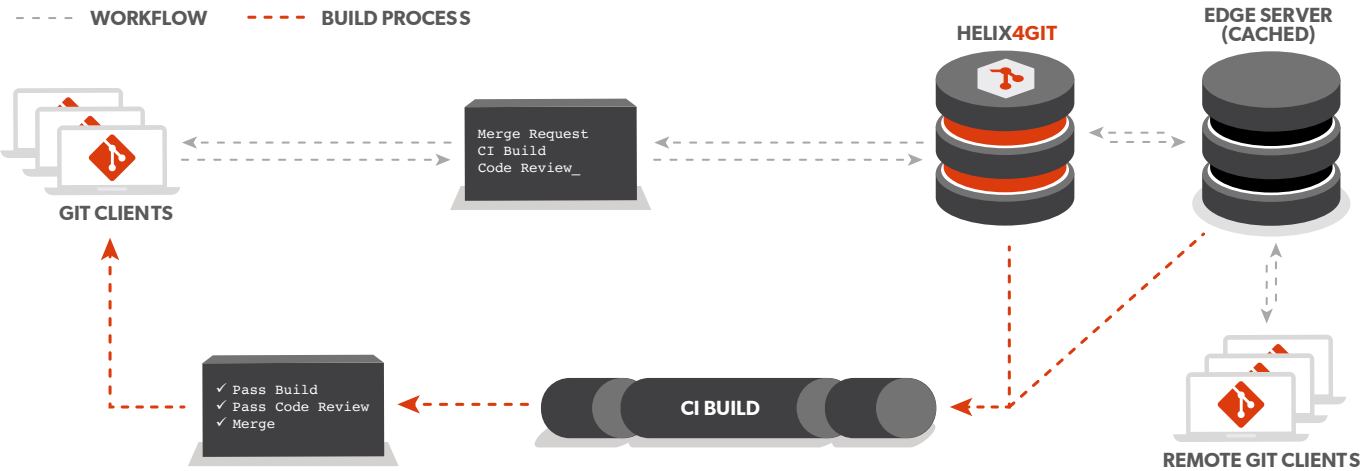 WORKFLOW
BUILD PROCESS
HELIX4GIT
EDGE SERVER
(CACHED)
Merge Request
CI Build
Code Review_
GIT CLIENTS
✓ Pass Build
✓ Pass Code Review
✓ Merge
CI BUILD
REMOTE GIT CLIENTS